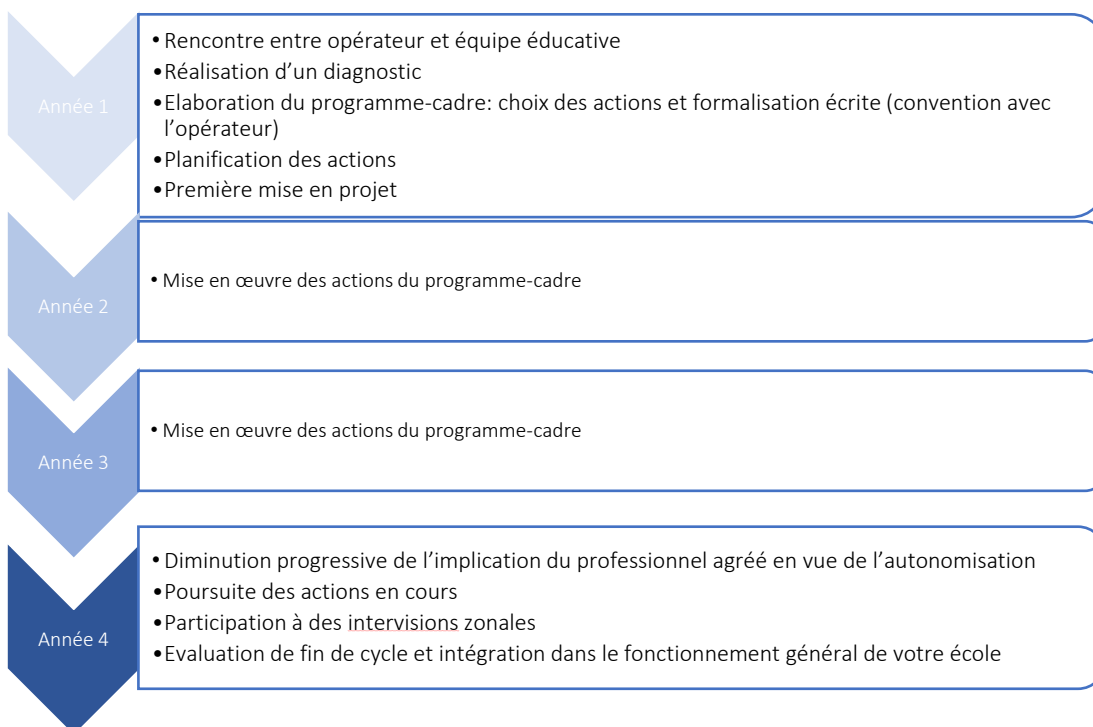 Année 1
• Rencontre entre opérateur et équipe éducative
•Réalisation d’un diagnostic
•Elaboration du programme-cadre: choix des actions et formalisation écrite (convention avec
l’opérateur)
•Planification des actions
•Première mise en projet
Année 2
• Mise en œuvre des actions du programme-cadre
Année 3
• Mise en œuvre des actions du programme-cadre
Année 4
•Diminution progressive de l’implication du professionnel agréé en vue de l’autonomisation
•Poursuite des actions en cours
•Participation à des intervisions zonales
•Evaluation de fin de cycle et intégration dans le fonctionnement général de votre école